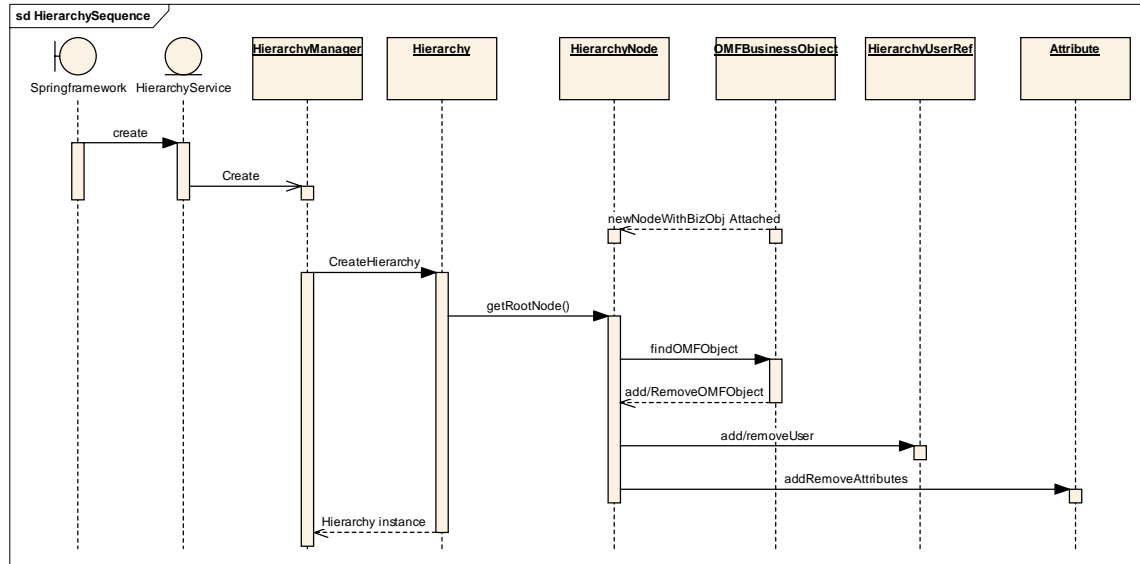 sd HierarchySequence
Springframework
HierarchyService
HierarchyManager
Hierarchy
HierarchyNode
OMFBusinessObject
HierarchyUserRef
Attribute
create
Create
newNodeWithBizObj Attached
CreateHierarchy
getRootNode()
findOMFObject
add/RemoveOMFObject
add/removeUser
addRemoveAttributes
Hierarchy instance